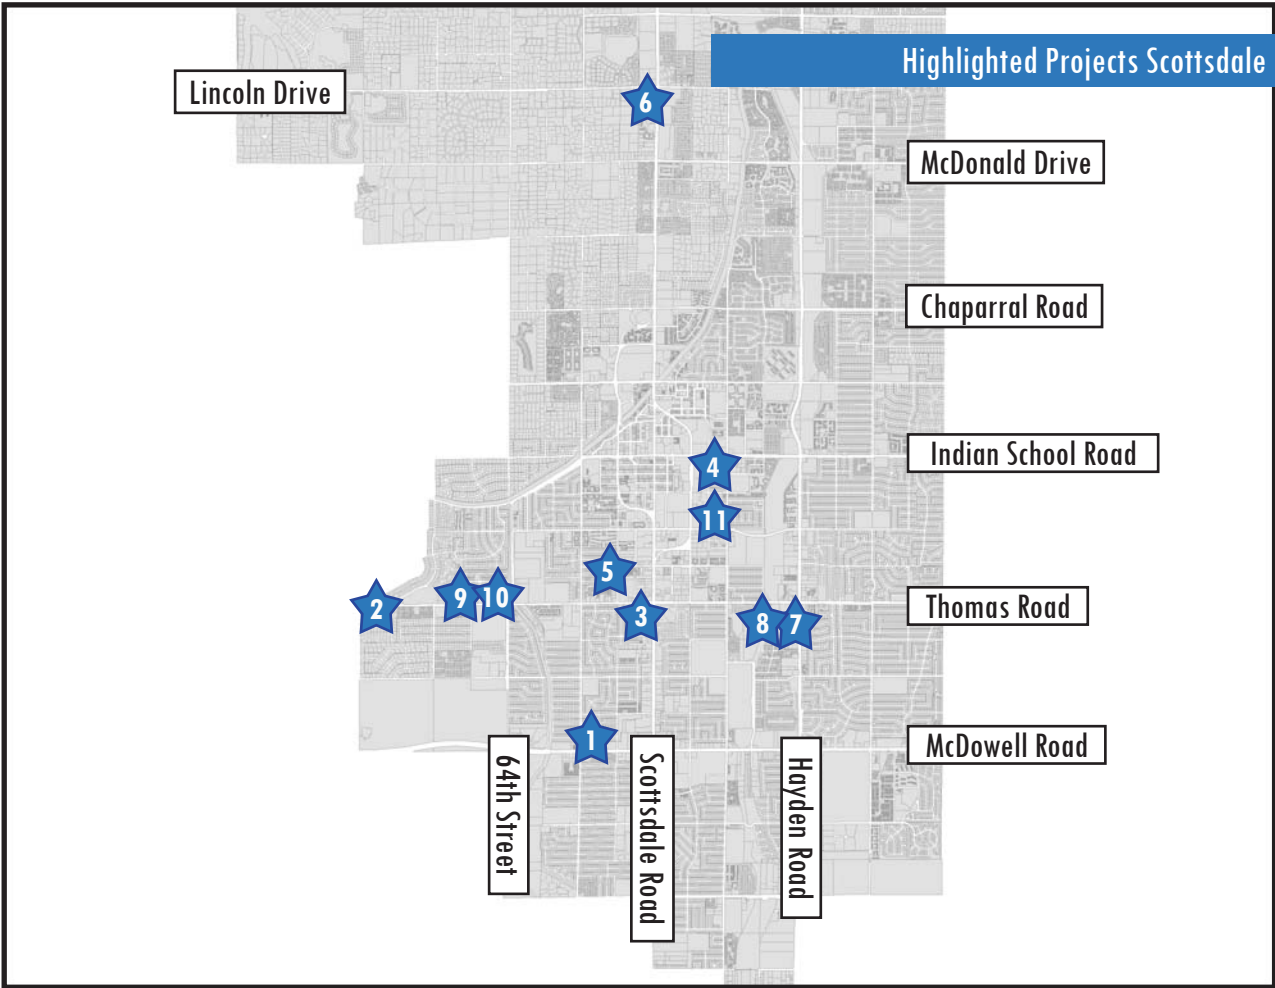 Highlighted Projects Scottsdale
Lincoln Drive
6
McDonald Drive
Chaparral Road
Indian School Road
4
11
5
2
9
10
3
8
7
Thomas Road
1
McDowell Road
64th Street
Scottsdale Road
Hayden Road